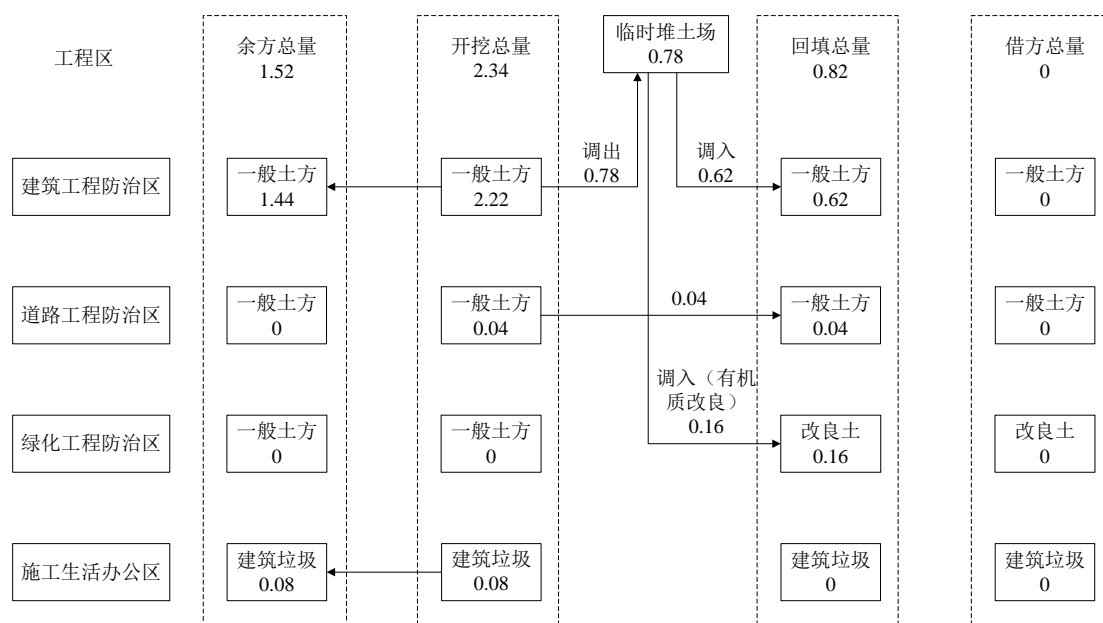 工程区
余方总量
1.52
开挖总量
2.34
临时堆土场
0.78
回填总量
0.82
借方总量
0
建筑工程防治区
一般土方
1.44
一般土方
2.22
调出
0.78
调入
0.62
一般土方
0.62
一般土方
0
道路工程防治区
一般土方
0
一般土方
0.04
0.04
一般土方
0.04
一般土方
0
绿化工程防治区
一般土方
0
一般土方
0
调入（有机
质改良）
0.16
改良土
0.16
改良土
0
施工生活办公区
建筑垃圾
0.08
建筑垃圾
0.08
建筑垃圾
0
建筑垃圾
0